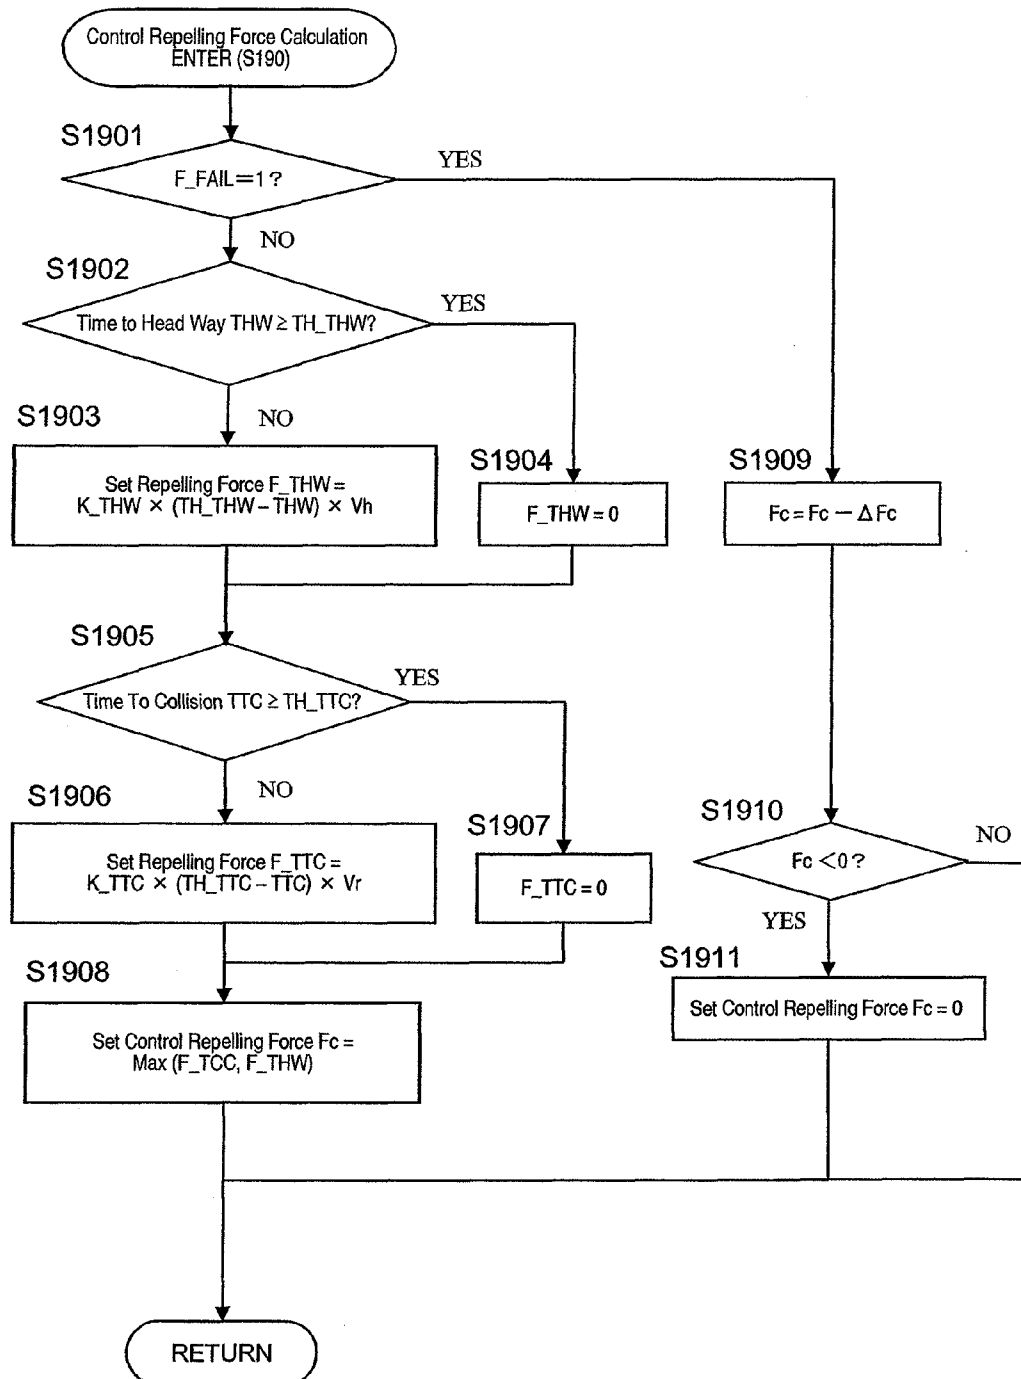 Control Repelling Force Calculation
ENTER (S190)
S1901
F_FAIL=1?
YES
NO
S1902
Time to Head Way THW ≥ TH_THW?
YES
NO
S1903
Set Repelling Force F_THW =
K_THW × (TH_THW – THW) × Vh
S1904
F_THW = 0
S1909
Fc = Fc − Δ Fc
S1905
Time To Collision TTC ≥ TH_TTC?
YES
NO
S1906
Set Repelling Force F_TTC =
K_TTC × (TH_TTC – TTC) × Vr
S1907
F_TTC = 0
S1910
Fc <0?
NO
YES
S1908
Set Control Repelling Force Fc =
Max (F_TCC, F_THW)
S1911
Set Control Repelling Force Fc = 0
RETURN